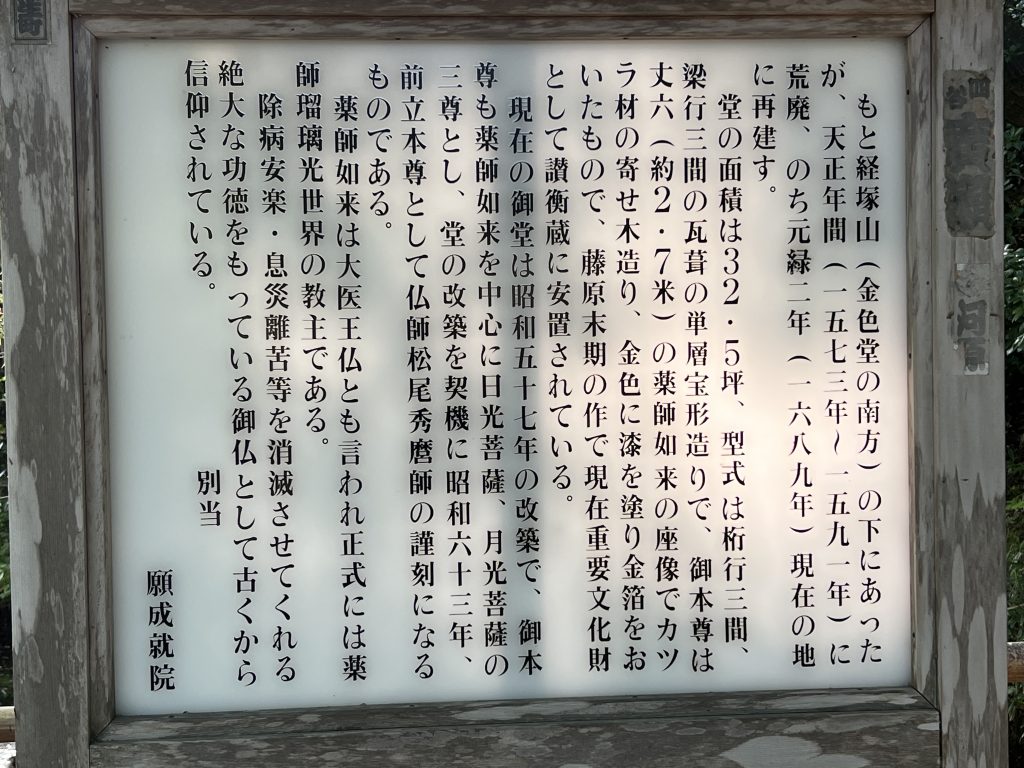 もと経塚山（金色堂の南方）の下にあった
が、天正年間（一五七三年～一五九一年）に
荒廃、のち元緑二年（一六八九年）現在の地
に再建す。
堂の面積は３２・５坪、型式は桁行三間、
梁行三間の瓦葺の単層宝形造りで、御本尊は
丈六（約２・７米）の薬師如来の座像でカツ
ラ材の寄せ木造り、金色に漆を塗り金箔をお
いたもので、藤原末期の作で現在重要文化財
として讃衡蔵に安置されている。
現在の御堂は昭和五十七年の改築で、御本
尊も薬師如来を中心に日光菩薩、月光菩薩の
三尊とし、堂の改築を契機に昭和六十三年、
前立本尊として仏師松尾秀麿師の謹刻になる
ものである。
薬師如来は大医王仏とも言われ正式には薬
師瑠璃光世界の教主である。
除病安楽・息災離苦等を消滅させてくれる
絶大な功徳をもっている御仏として古くから
信仰されている。
別当
願成就院